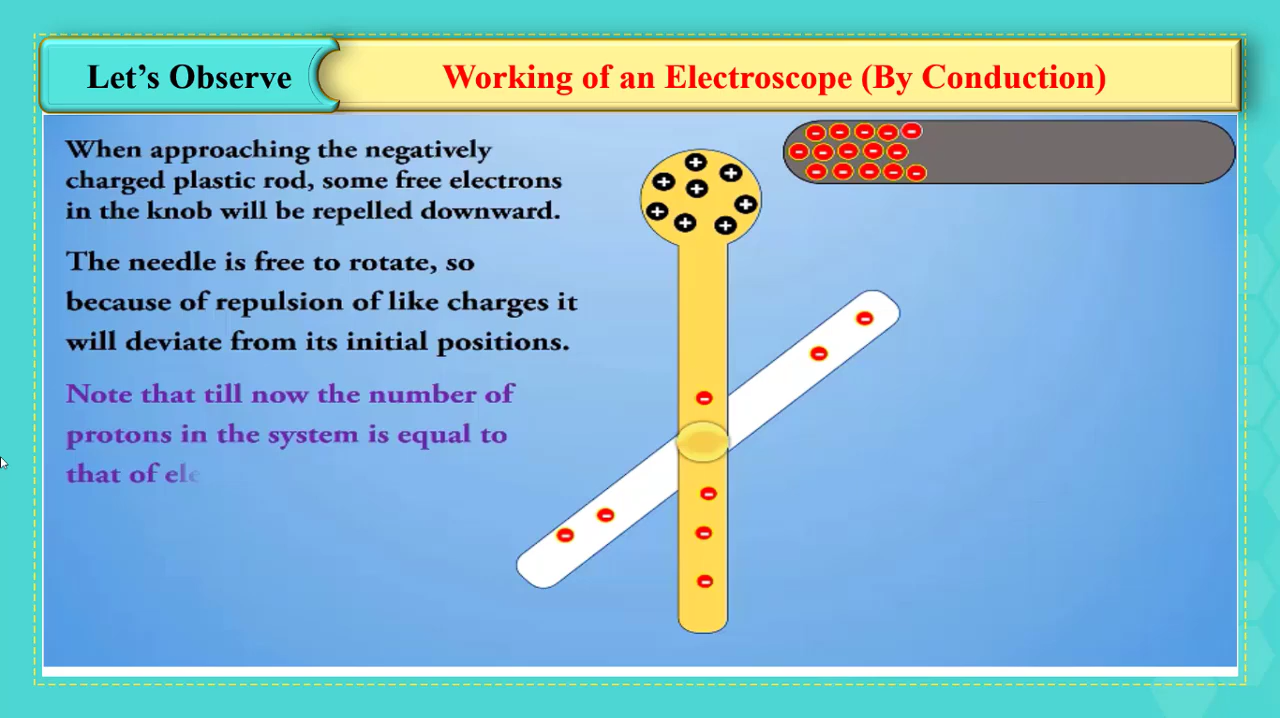 Let's Observe
Working of an Electroscope (By Conduction)
When approaching the negatively
charged plastic rod, some free electrons
in the knob will be repelled downward.
The needle is free to rotate, so
because of repulsion of like charges it
will deviate from its initial positions.
Note that till now the number of
protons in the system is equal to
that of ele